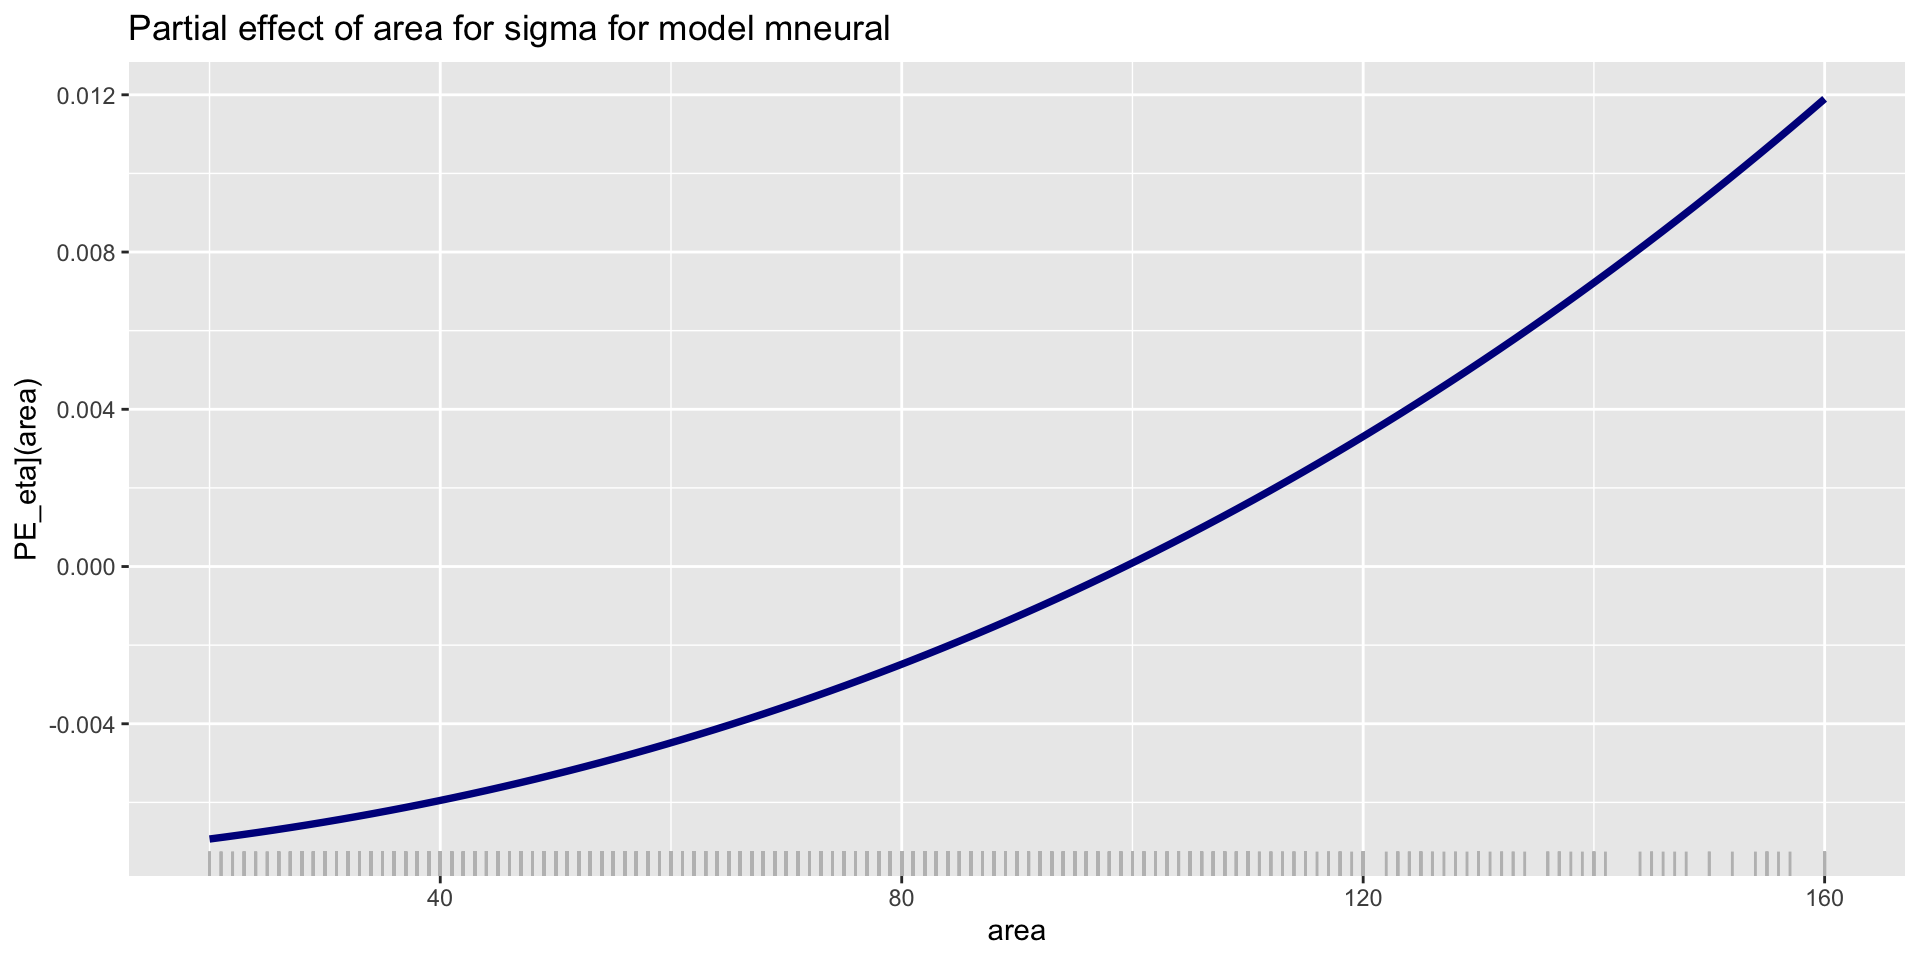 Partial effect of area for sigma for model mneural
0.012
0.008
0.004
0.000
-0.004
PE_eta](area)
40 80 120 160
area